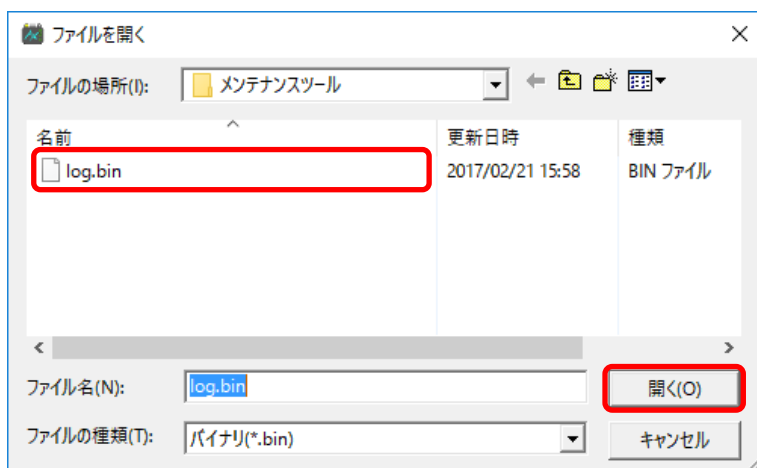 ファイルを開く
ファイルの場所(I): メンテナンスツール
名前 更新日時 種類
log.bin 2017/02/21 15:58 BIN ファイル
ファイル名(N): log.bin 開く(O)
ファイルの種類(T): バイナリ(*.bin) キャンセル